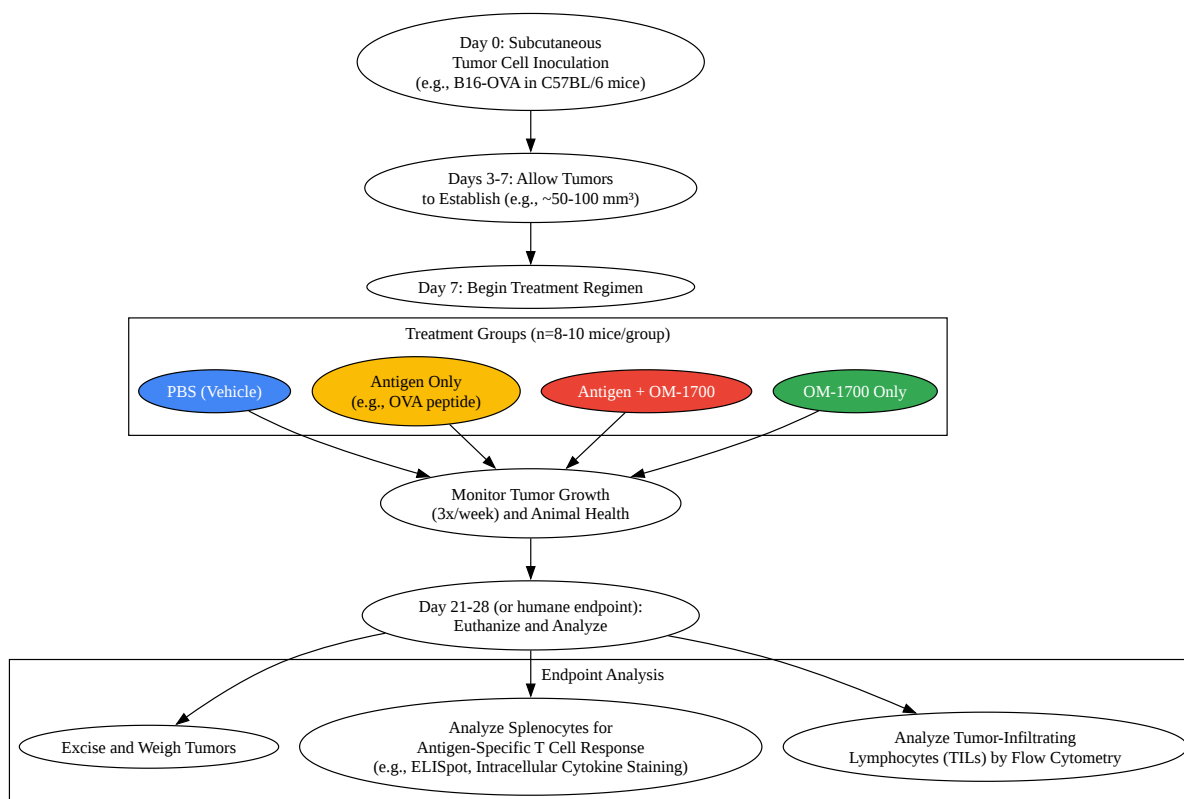 Day 0: Subcutaneous
Tumor Cell Inoculation
(e.g., B16-OVA in C57BL/6 mice)
Days 3-7: Allow Tumors
to Establish (e.g., ~50-100 mm³)
Day 7: Begin Treatment Regimen
Treatment Groups (n=8-10 mice/group)
PBS (Vehicle)
Antigen Only
(e.g., OVA peptide)
Antigen + OM-1700
OM-1700 Only
Monitor Tumor Growth
(3x/week) and Animal Health
Day 21-28 (or humane endpoint):
Euthanize and Analyze
Endpoint Analysis
Excise and Weigh Tumors
Analyze Splenocytes for
Antigen-Specific T Cell Response
(e.g., ELISpot, Intracellular Cytokine Staining)
Analyze Tumor-Infiltrating
Lymphocytes (TILs) by Flow Cytometry